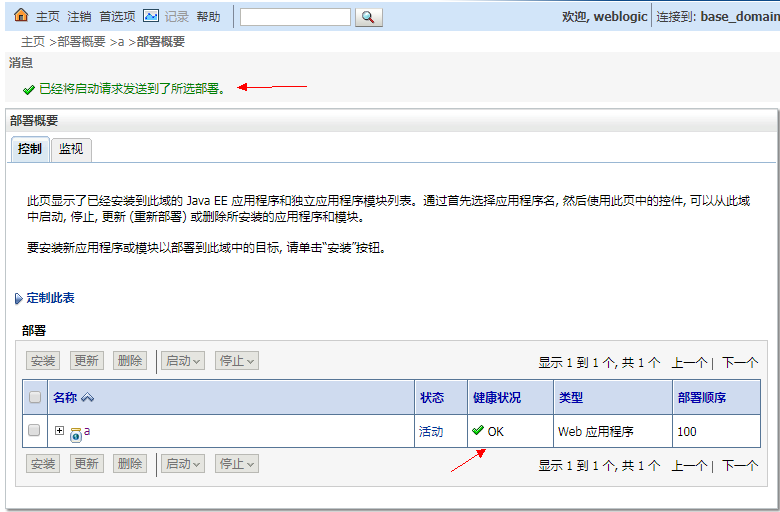 主页 注销 首选项 记录 帮助 欢迎, weblogic 连接到: base_domain
主页 >部署概要 >a >部署概要
消息
已经将启动请求发送到了所选部署。
部署概要
控制 监视
此页显示了已经安装到此域的 Java EE 应用程序和独立应用程序模块列表。通过首先选择应用程序名, 然后使用此页中的控件, 可以从此域
中启动, 停止, 更新 (重新部署) 或删除所安装的应用程序和模块。
要安装新应用程序或模块以部署到此域中的目标, 请单击“安装”按钮。
定制此表
部署
安装 更新 删除 启动 停止 显示 1 到 1 个, 共 1 个 上一个 | 下一个
名称 状态 健康状况 类型 部署顺序
a 活动 OK Web 应用程序 100
安装 更新 删除 启动 停止 显示 1 到 1 个, 共 1 个 上一个 | 下一个